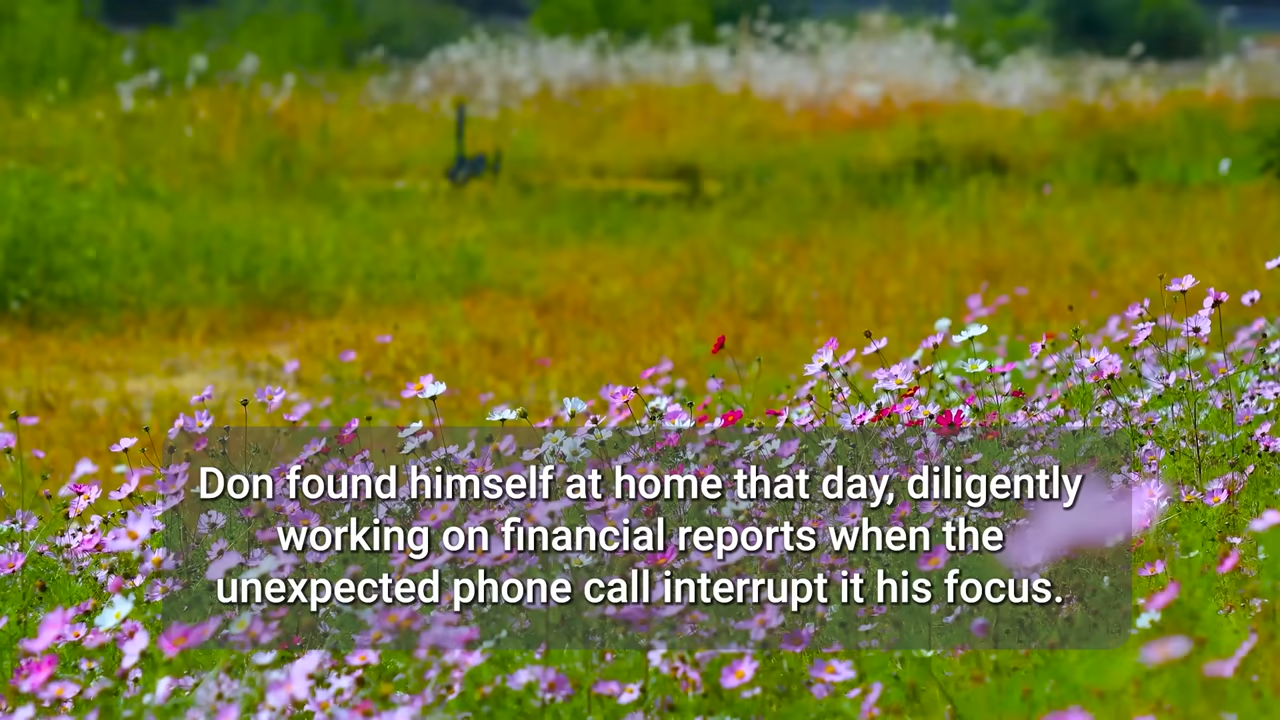 Don found himself at home that day, diligently
working on financial reports when the
unexpected phone call interrupt it his focus.